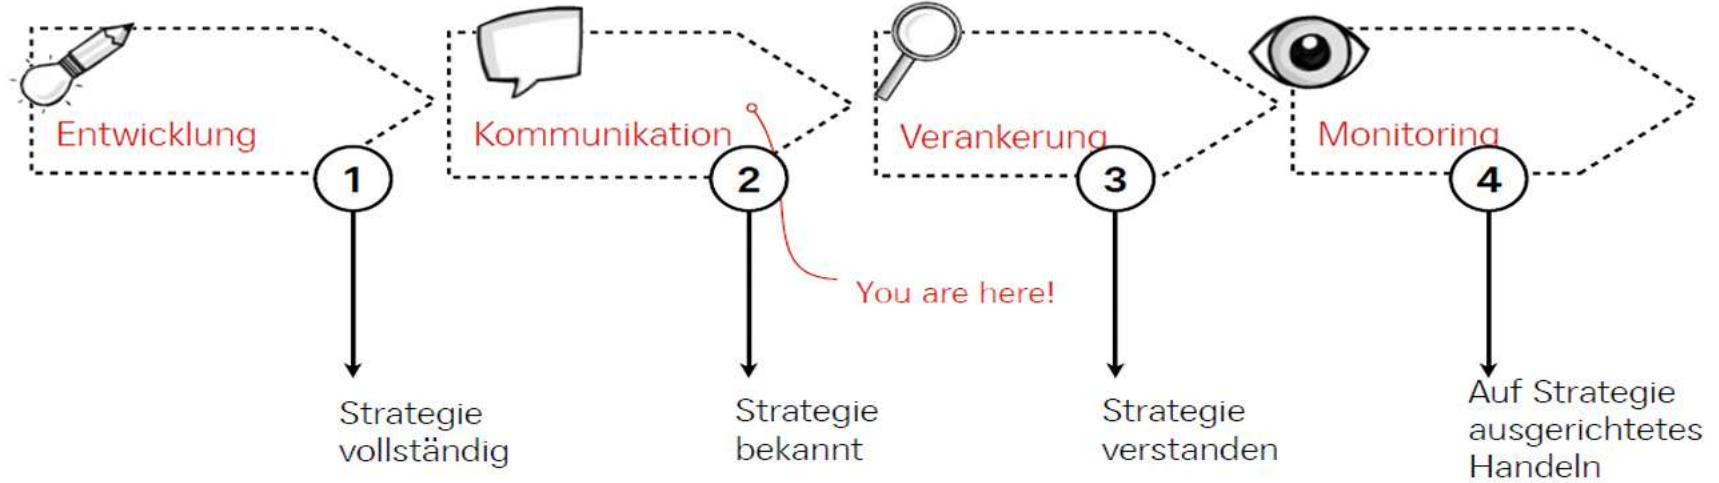 Entwicklung
Kommunikation
Verankerung
Monitoring
1
2
3
4
You are here!
Strategie
vollständig
Strategie
bekannt
Strategie
verstanden
Auf Strategie
ausgerichtetes
Handeln